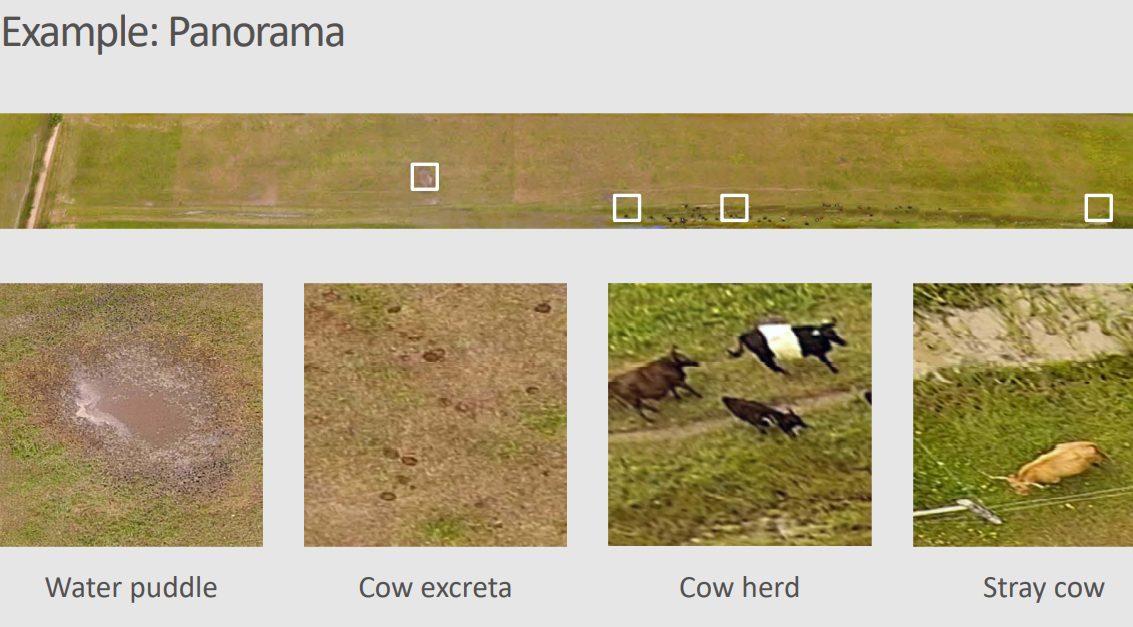 Example: Panorama
Water puddle
Cow excreta
Cow herd
Stray cow